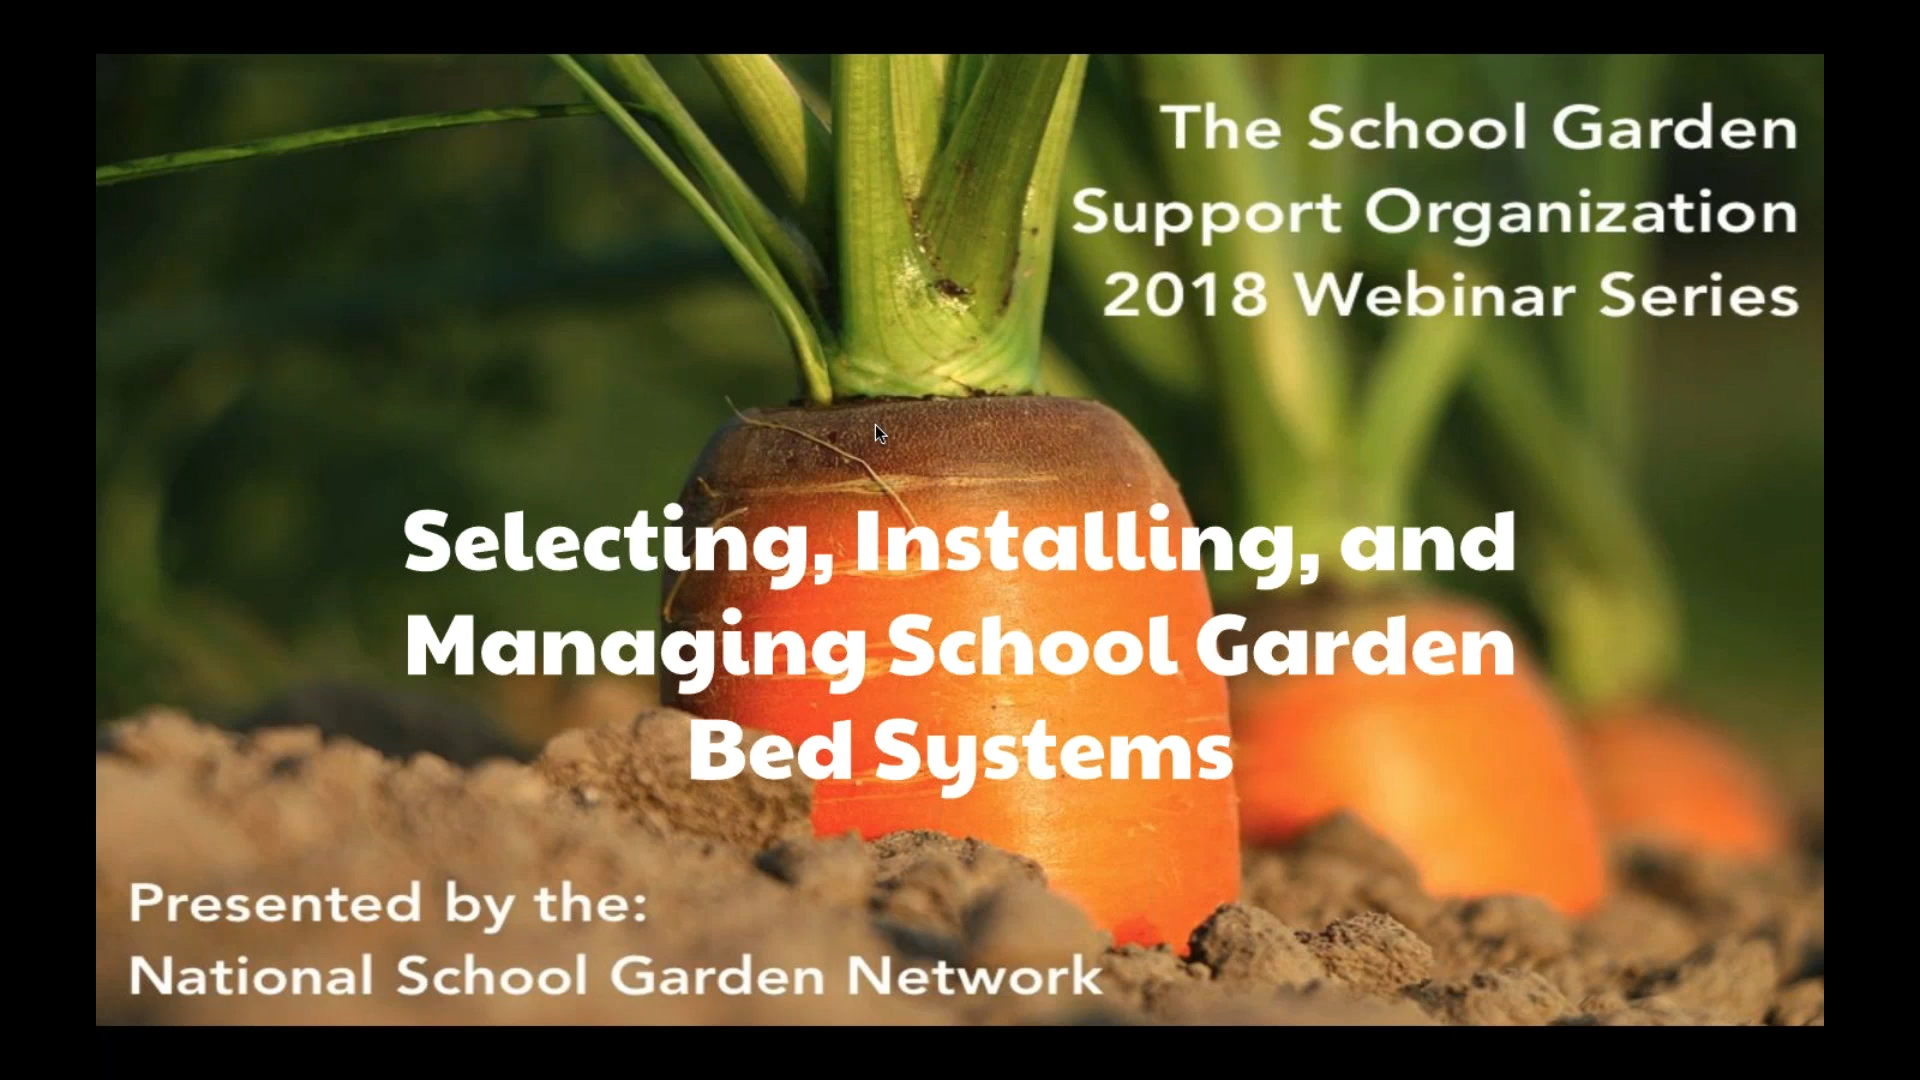 The School Garden
Support Organization
2018 Webinar Series
Selecting, Installing, and
Managing School Garden
Bed Systems
Presented by the:
National School Garden Network